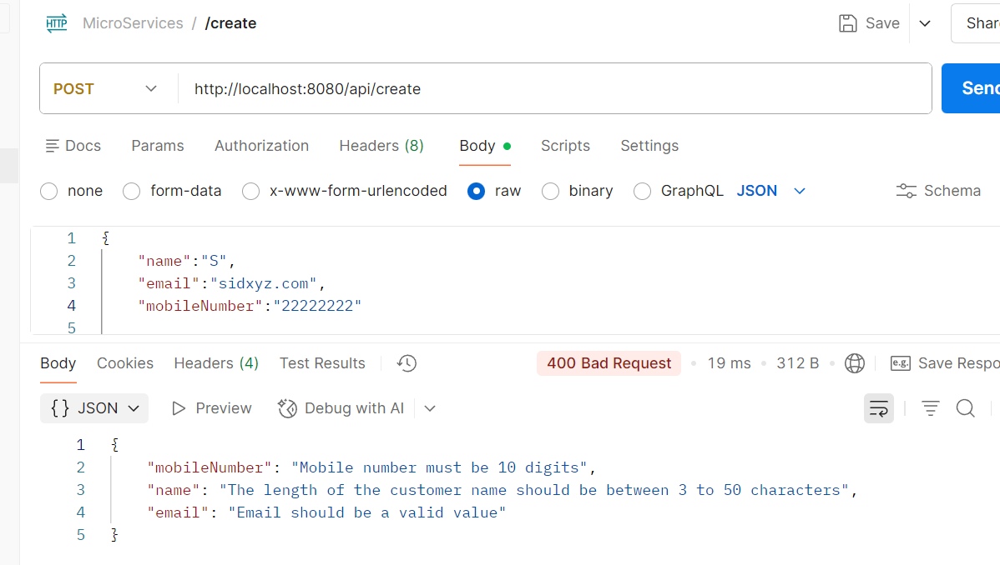 HTTP MicroServices / /create Save Shar
POST http://localhost:8080/api/create Send
Docs Params Authorization Headers (8) Body Scripts Settings
none form-data x-www-form-urlencoded raw binary GraphQL JSON Schema
1 {
2 "name":"S",
3 "email":"sidxyz.com",
4 "mobileNumber":"22222222"
5
Body Cookies Headers (4) Test Results 400 Bad Request • 19 ms • 312 B • e.g. Save Respo
{} JSON Preview Debug with AI
1 {
2 "mobileNumber": "Mobile number must be 10 digits",
3 "name": "The length of the customer name should be between 3 to 50 characters",
4 "email": "Email should be a valid value"
5 }